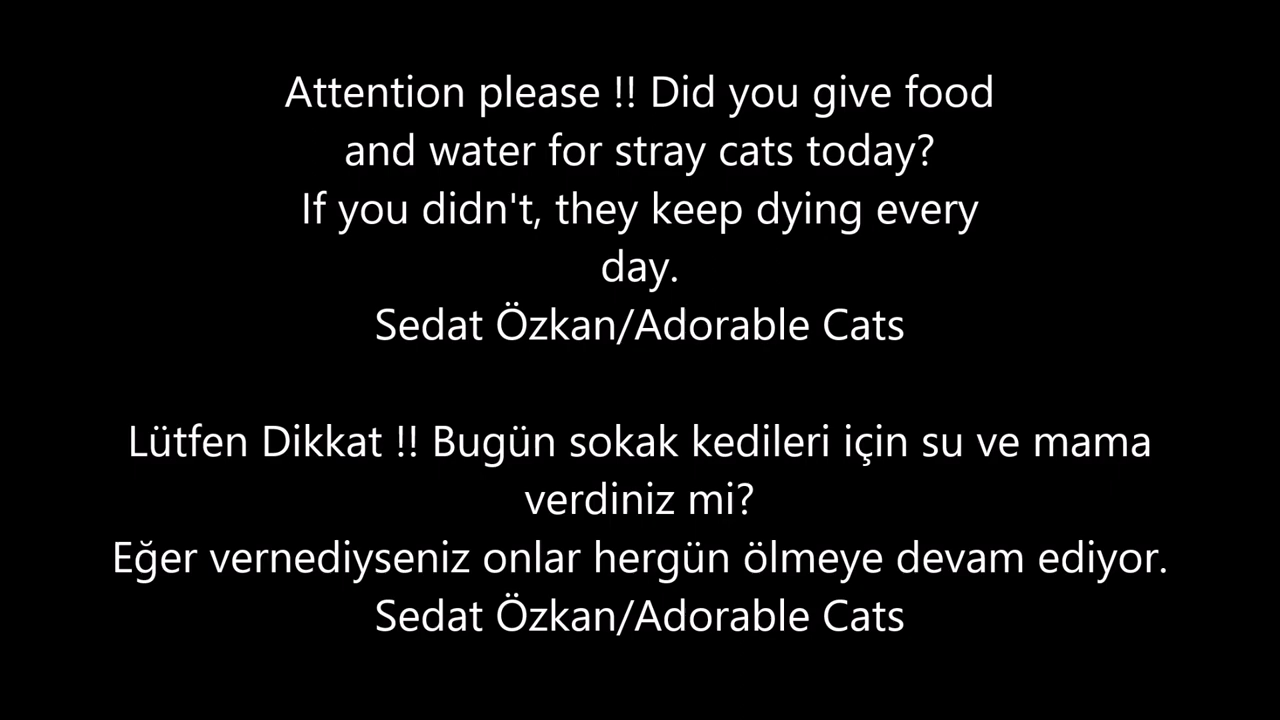 Attention please !! Did you give food
and water for stray cats today?
If you didn't, they keep dying every
day.
Sedat Özkan/Adorable Cats
Lütfen Dikkat !! Bugün sokak kedileri için su ve mama
verdiniz mi?
Eğer vernediyseniz onlar hergün ölmeye devam ediyor.
Sedat Özkan/Adorable Cats